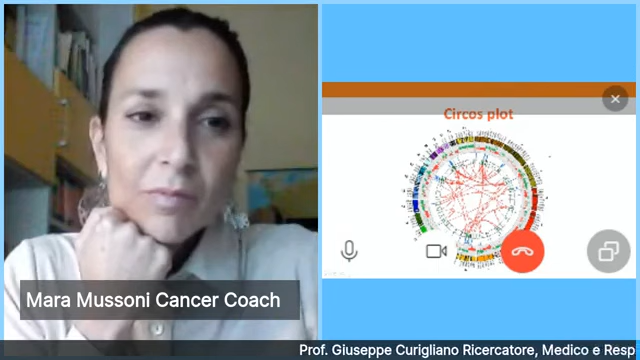 Circos plot
Mara Mussoni Cancer Coach
Prof. Giuseppe Curigliano Ricercatore, Medico e Resp